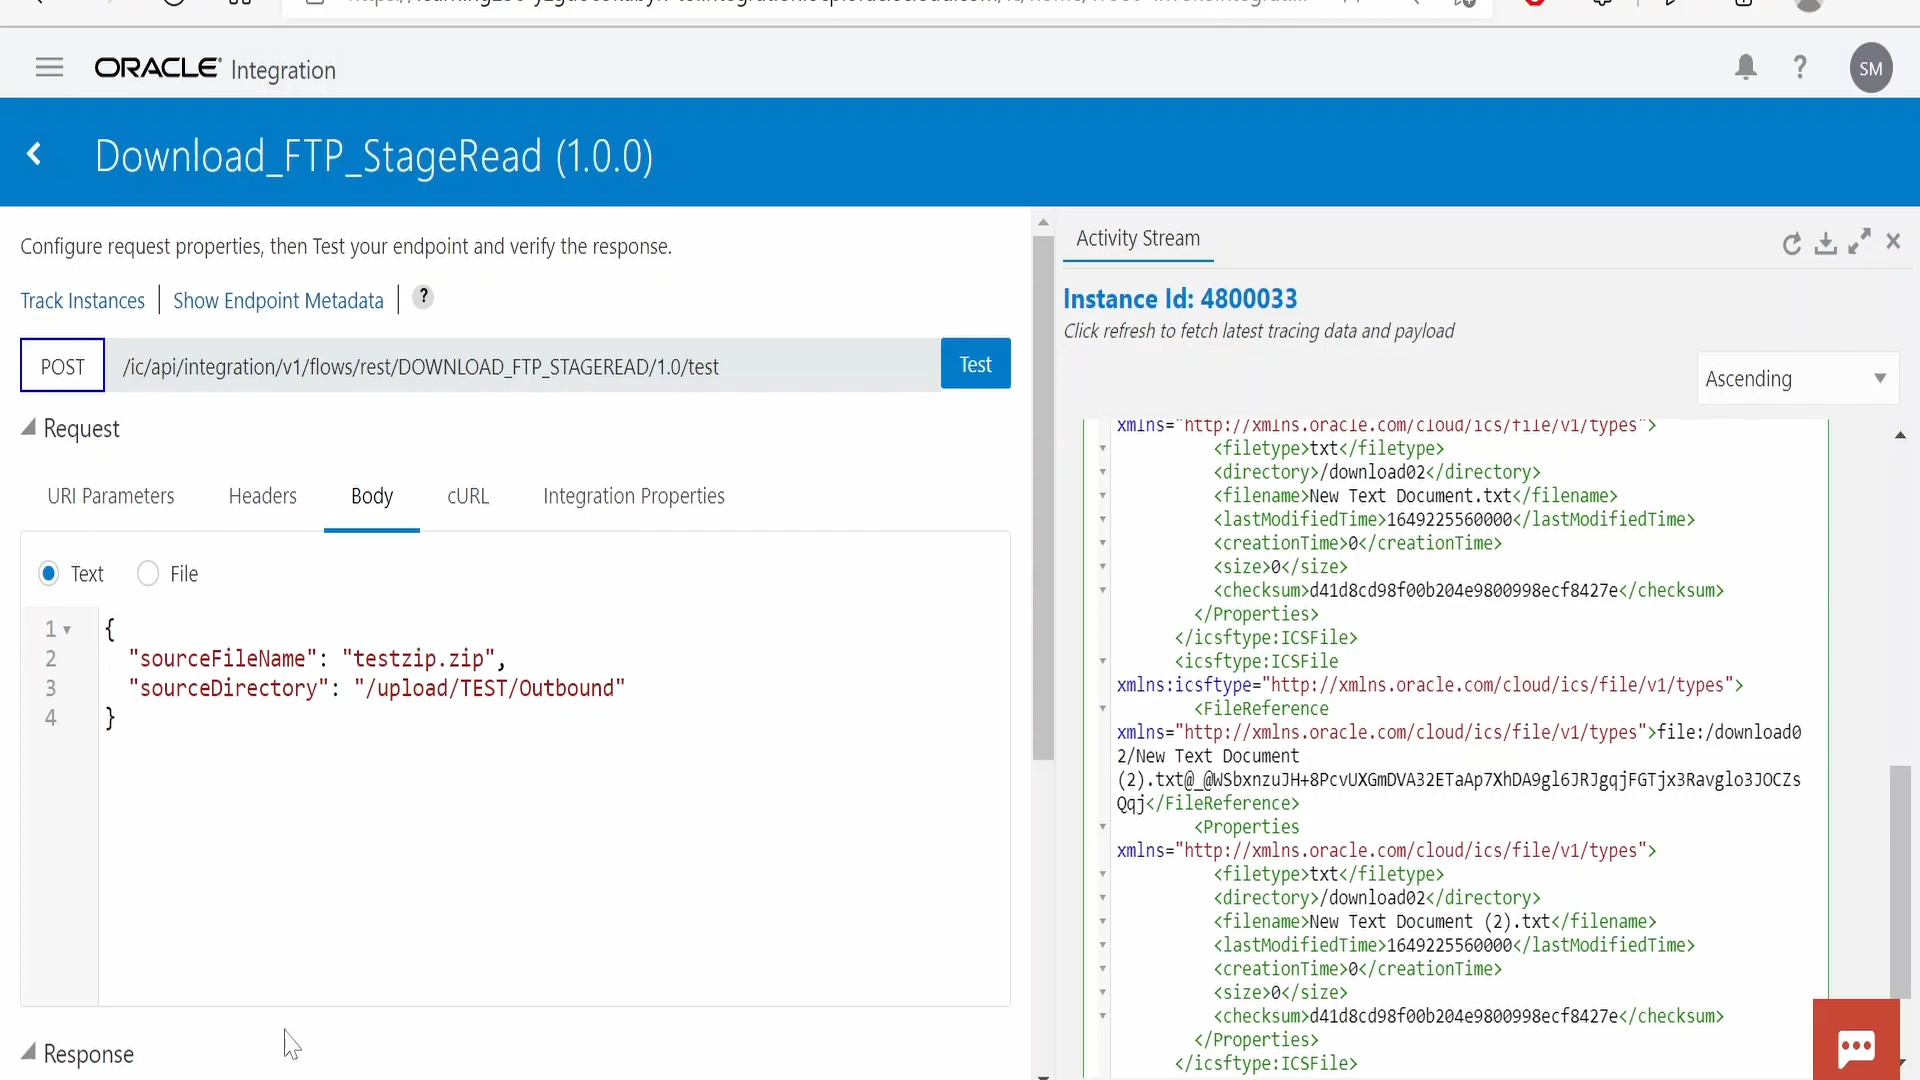 ORACLE Integration
SM
Download_FTP_StageRead (1.0.0)
Configure request properties, then Test your endpoint and verify the response.
Track Instances
Show Endpoint Metadata
?
POST
/ic/api/integration/v1/flows/rest/DOWNLOAD_FTP_STAGEREAD/1.0/test
Test
Request
URI Parameters
Headers
Body
cURL
Integration Properties
Text
File
1 {
2 "sourceFileName": "testzip.zip",
3 "sourceDirectory": "/upload/TEST/Outbound"
4 }
Response
Activity Stream
Instance Id: 4800033
Click refresh to fetch latest tracing data and payload
Ascending
xmlns="http://xmlns.oracle.com/cloud/ics/file/v1/types">
<filetype>txt</filetype>
<directory>/download02</directory>
<filename>New Text Document.txt</filename>
<lastModifiedTime>1649225560000</lastModifiedTime>
<creationTime>0</creationTime>
<size>0</size>
<checksum>d41d8cd98f00b204e9800998ecf8427e</checksum>
</Properties>
</icsftype:ICSFile>
<icsftype:ICSFile
xmlns:icsftype="http://xmlns.oracle.com/cloud/ics/file/v1/types">
<FileReference
xmlns="http://xmlns.oracle.com/cloud/ics/file/v1/types">file:/download0
2/New Text Document
(2).txt@_@WSbxnzuJH+8PcvUXGmDVA32ETaAp7XhDA9gl6JRJgqjFGTjx3Ravglo3JOCZs
Qqj</FileReference>
<Properties
xmlns="http://xmlns.oracle.com/cloud/ics/file/v1/types">
<filetype>txt</filetype>
<directory>/download02</directory>
<filename>New Text Document (2).txt</filename>
<lastModifiedTime>1649225560000</lastModifiedTime>
<creationTime>0</creationTime>
<size>0</size>
<checksum>d41d8cd98f00b204e9800998ecf8427e</checksum>
</Properties>
</icsftype:ICSFile>